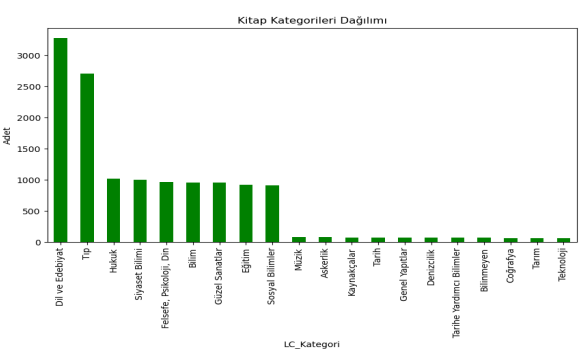 Kitap Kategorileri Dağılımı
Adet
3000
2500
2000
1500
1000
500
0
Dil ve Edebiyat
Tıp
Hukuk
Siyaset Bilimi
Felsefe, Psikoloji, Din
Bilim
Güzel Sanatlar
Eğitim
Sosyal Bilimler
Müzik
Askerlik
Kaynakçalar
Tarih
Genel Yapıtlar
Denizcilik
Tarihe Yardımcı Bilimler
Bilinmeyen
Coğrafya
Tarım
Teknoloji
LC_Kategori